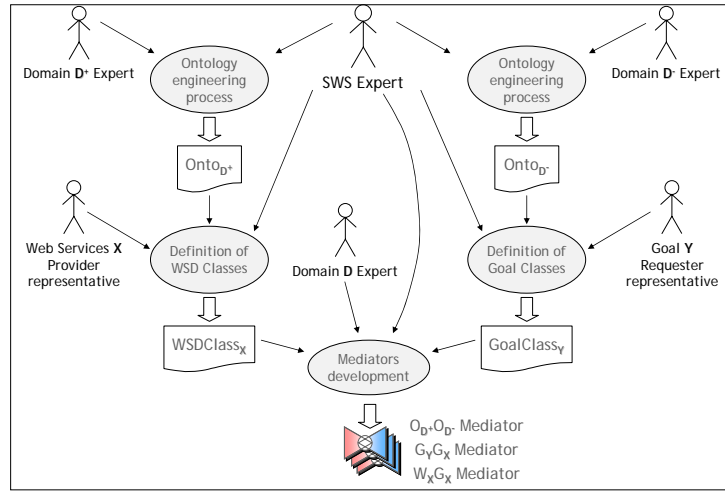 Domain D+ Expert
Ontology
engineering
process
SWS Expert
Ontology
engineering
process
Domain D- Expert
OntoD+
OntoD-
Web Services X
Provider
representative
Definition of
WSD Classes
Domain D Expert
Definition of
Goal Classes
Goal Y
Requester
representative
WSDClassX
Mediators
development
GoalClassY
OD+OD- Mediator
GYGX Mediator
WXGX Mediator